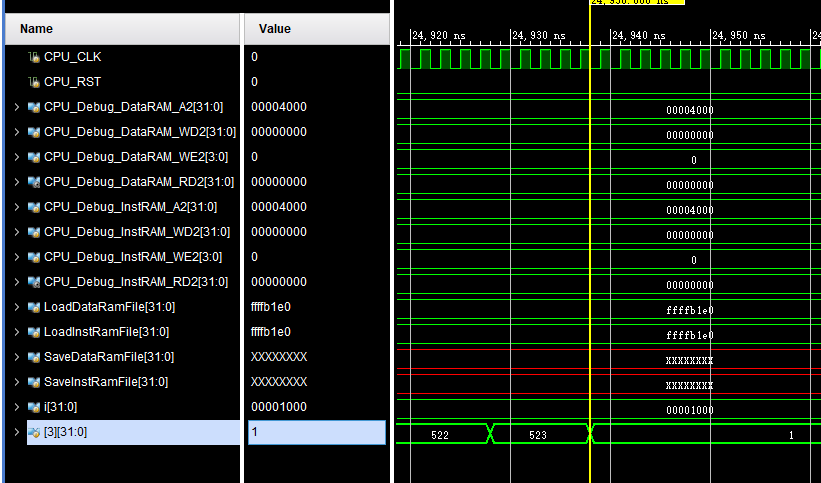 Name Value
24,920 ns 24,930 ns 24,940 ns 24,950 ns
CPU_CLK 0
CPU_RST 0
CPU_Debug_DataRAM_A2[31:0] 00004000 00004000
CPU_Debug_DataRAM_WD2[31:0] 00000000 00000000
CPU_Debug_DataRAM_WE2[3:0] 0 0
CPU_Debug_DataRAM_RD2[31:0] 00000000 00000000
CPU_Debug_InstRAM_A2[31:0] 00004000 00004000
CPU_Debug_InstRAM_WD2[31:0] 00000000 00000000
CPU_Debug_InstRAM_WE2[3:0] 0 0
CPU_Debug_InstRAM_RD2[31:0] 00000000 00000000
LoadDataRamFile[31:0] ffffb1e0 ffffb1e0
LoadInstRamFile[31:0] ffffb1e0 ffffb1e0
SaveDataRamFile[31:0] XXXXXXXX XXXXXXXX
SaveInstRamFile[31:0] XXXXXXXX XXXXXXXX
i[31:0] 00001000 00001000
[3][31:0] 1 522 523 1